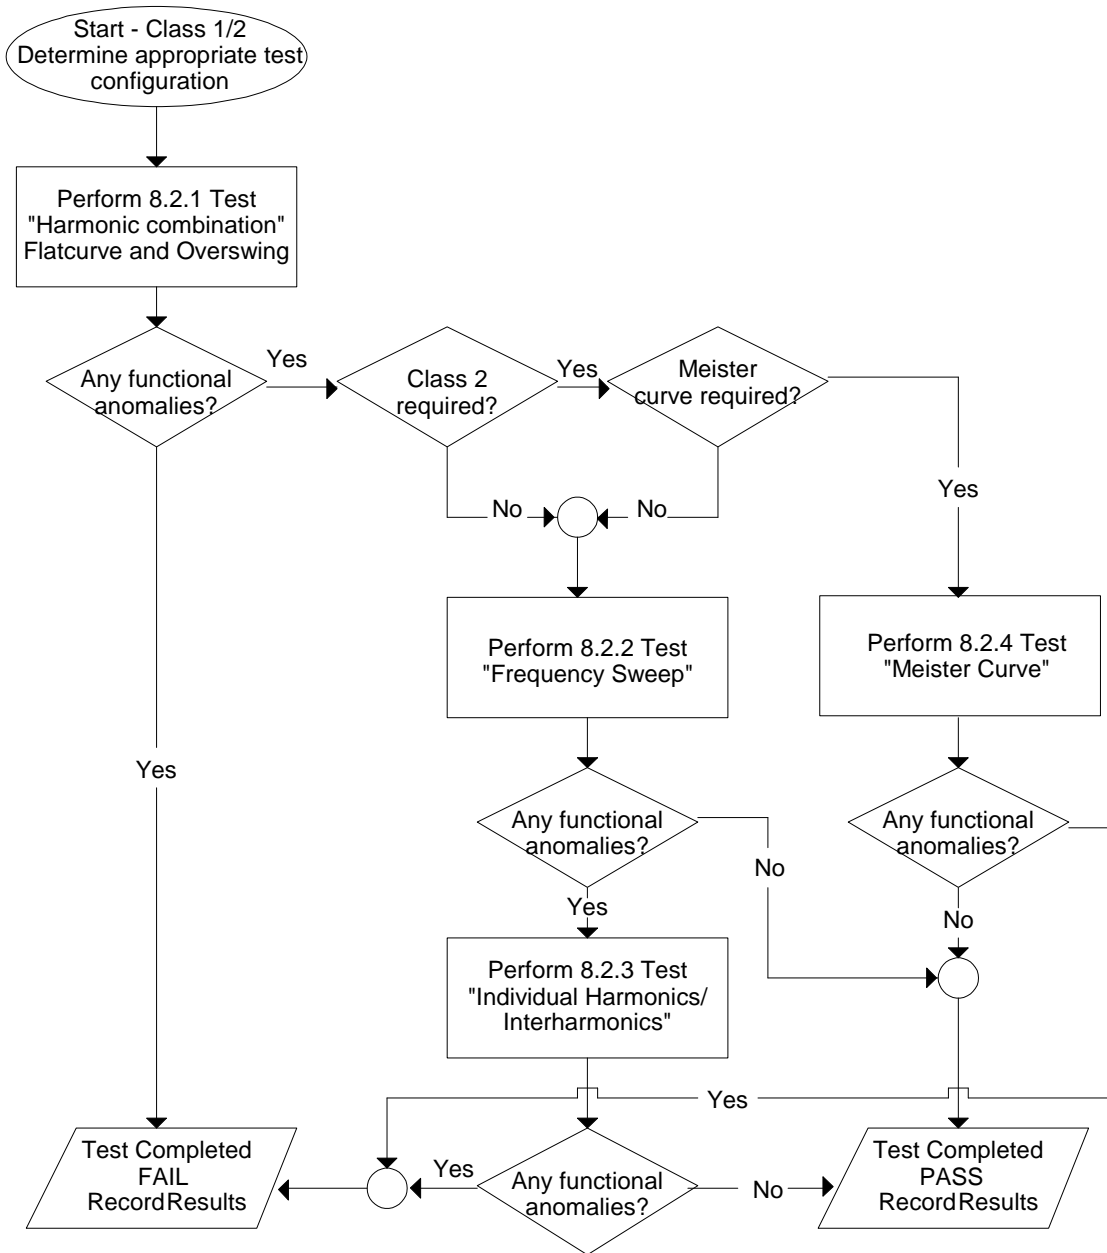 Start - Class 1/2
Determine appropriate test
configuration
Perform 8.2.1 Test
"Harmonic combination"
Flatcurve and Overswing
Any functional
anomalies?
Yes
Class 2
required?
Yes
Meister
curve required?
Yes
No
No
Yes
Perform 8.2.2 Test
"Frequency Sweep"
Perform 8.2.4 Test
"Meister Curve"
Any functional
anomalies?
No
Yes
Any functional
anomalies?
No
Perform 8.2.3 Test
"Individual Harmonics/
Interharmonics"
Yes
Any functional
anomalies?
Yes
No
Test Completed
FAIL
Record Results
Test Completed
PASS
Record Results